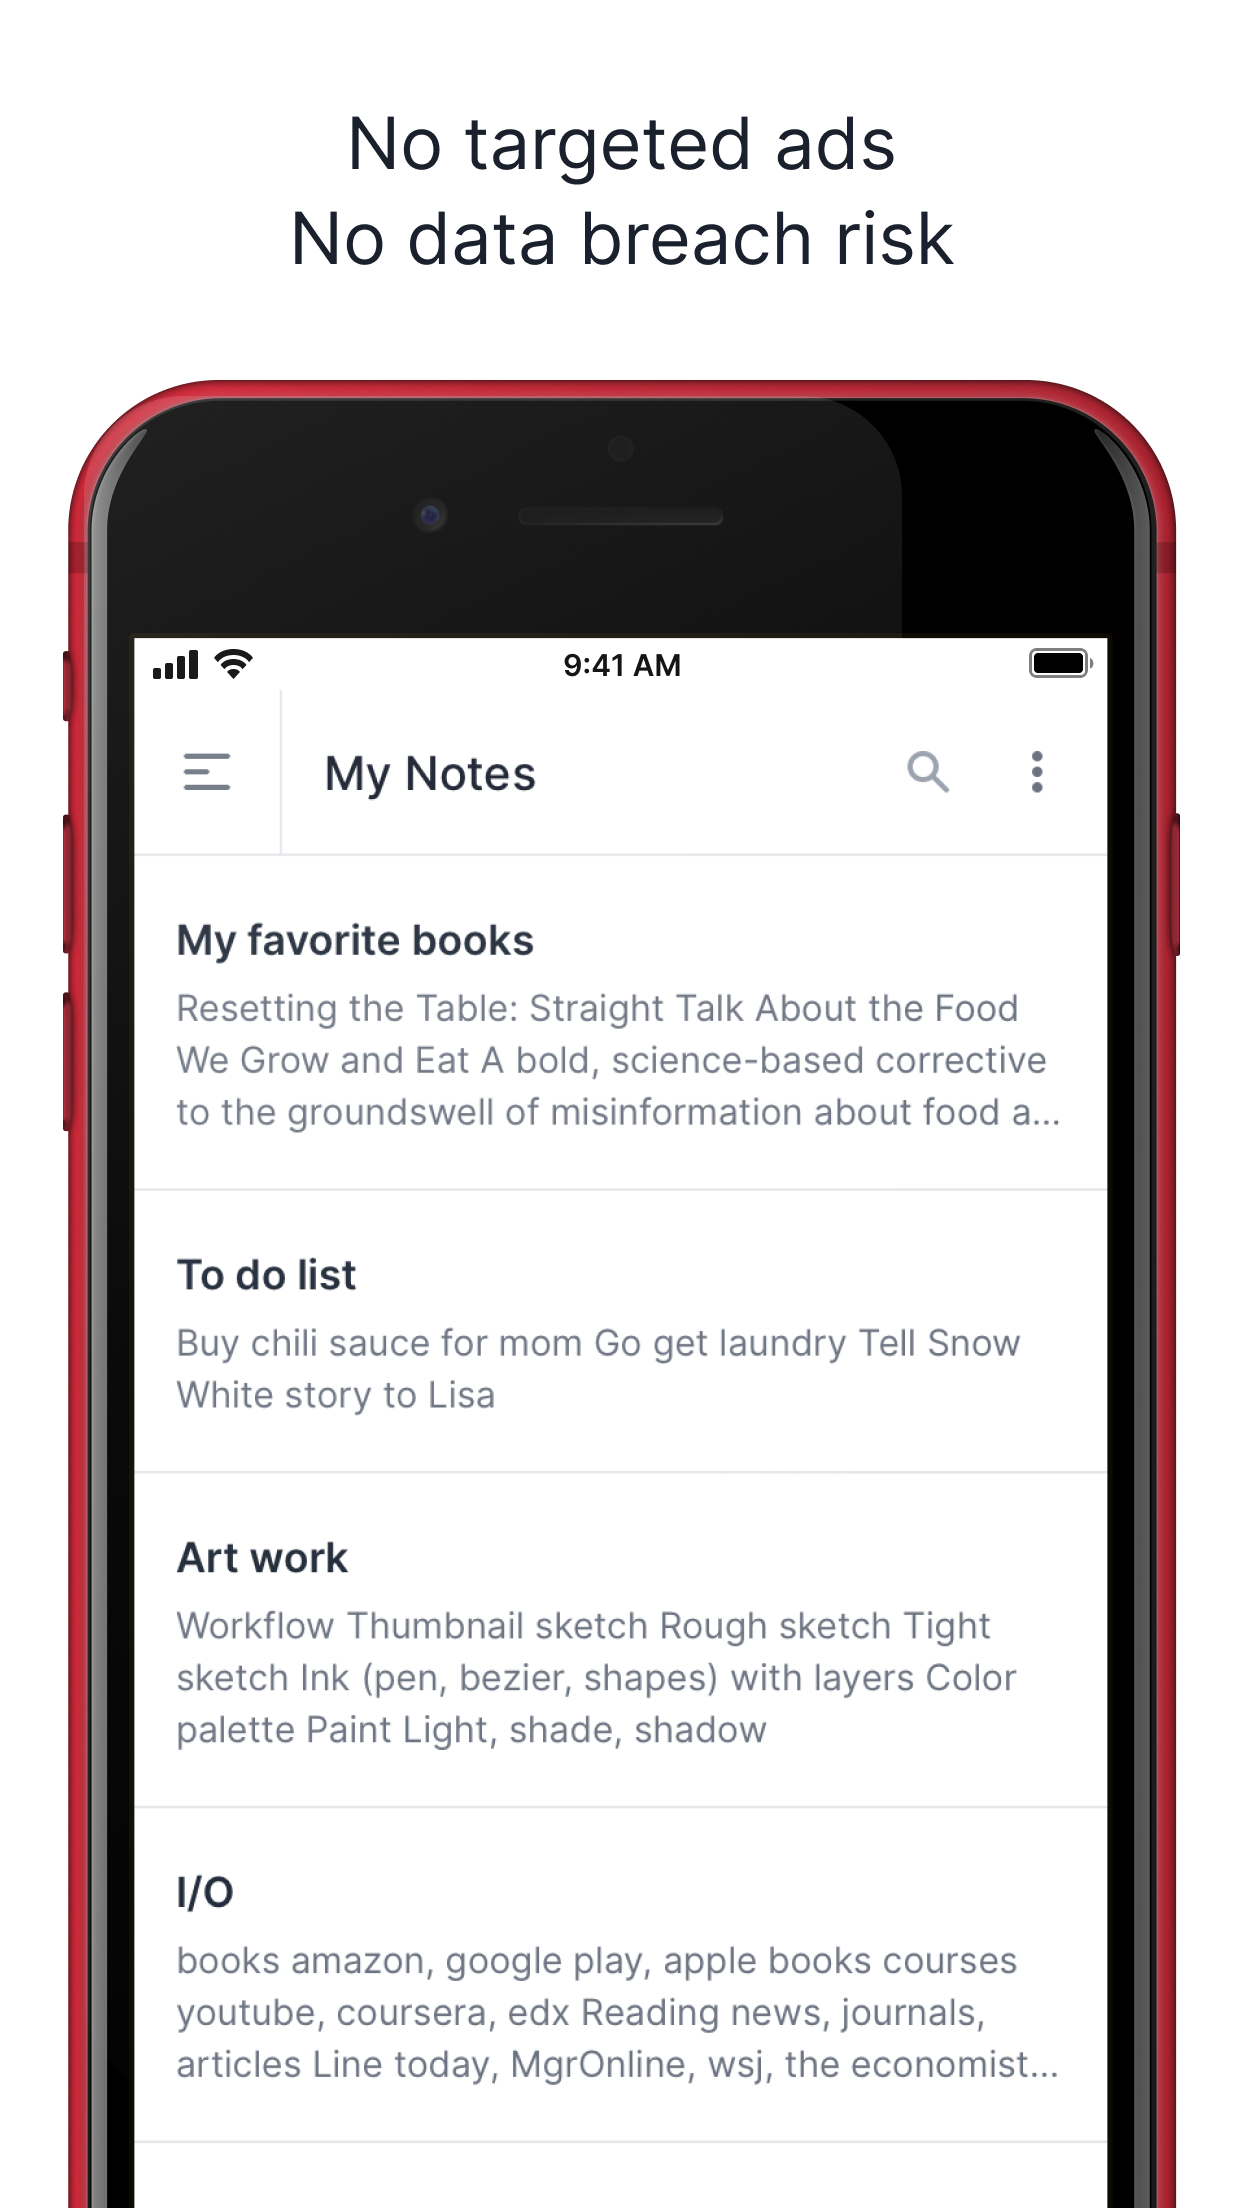 No targeted ads
No data breach risk
9:41 AM
My Notes
My favorite books
Resetting the Table: Straight Talk About the Food
We Grow and Eat A bold, science-based corrective
to the groundswell of misinformation about food a...
To do list
Buy chili sauce for mom Go get laundry Tell Snow
White story to Lisa
Art work
Workflow Thumbnail sketch Rough sketch Tight
sketch Ink (pen, bezier, shapes) with layers Color
palette Paint Light, shade, shadow
I/O
books amazon, google play, apple books courses
youtube, coursera, edx Reading news, journals,
articles Line today, MgrOnline, wsj, the economist...